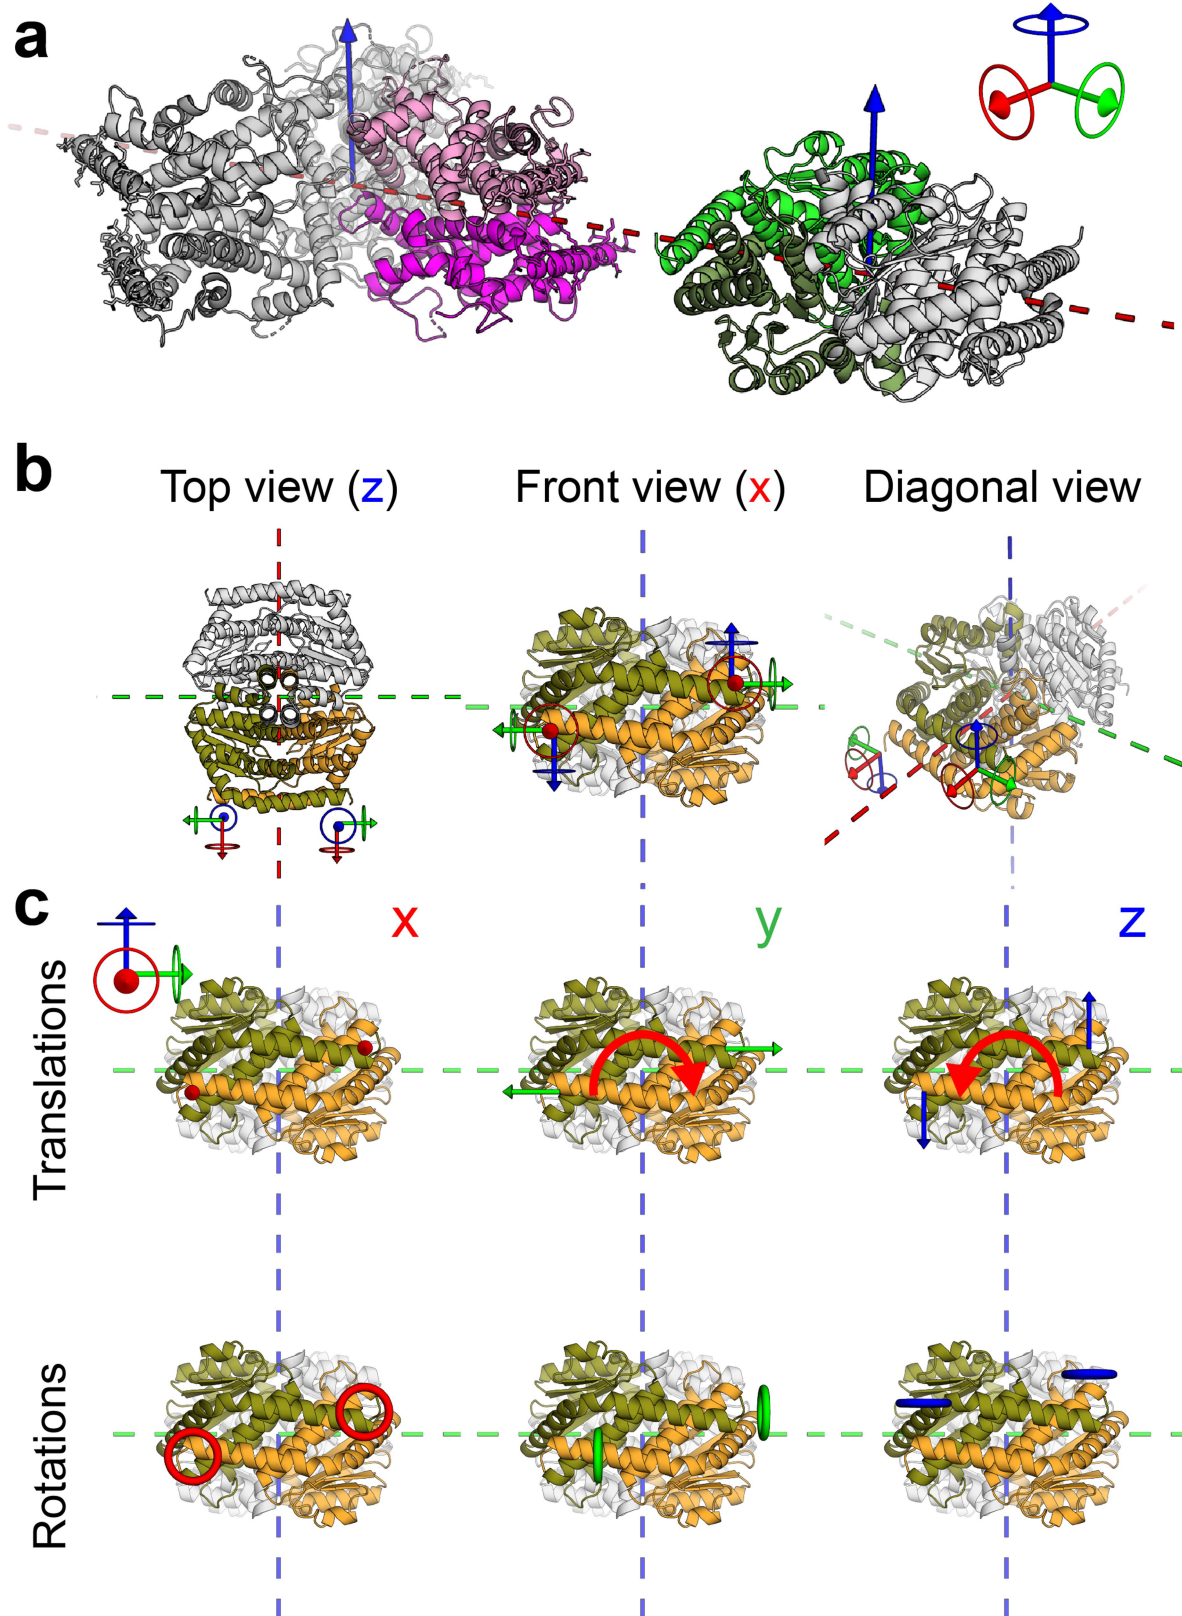 a
b
Top view (z)
Front view (x)
Diagonal view
c
x
y
z
Translations
Rotations